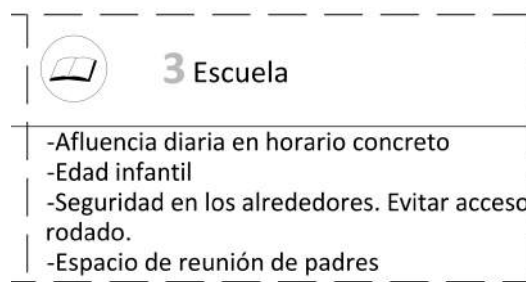 3 Escuela
-Afluencia diaria en horario concreto
-Edad infantil
-Seguridad en los alrededores. Evitar acceso
rodado.
-Espacio de reunión de padres